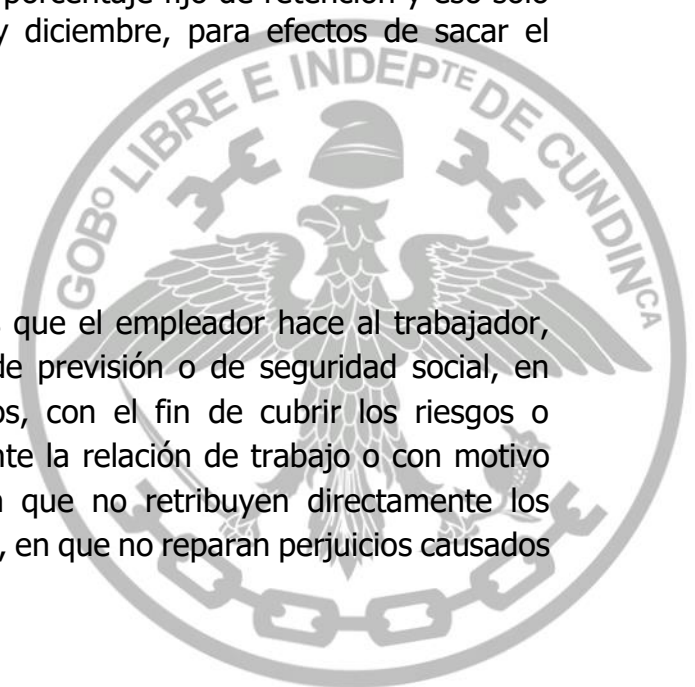 porcentaje fijo de retención y eso solo
y diciembre, para efectos de sacar el
GOBº LIBRE E INDEPTE DE CUNDINCA
que el empleador hace al trabajador,
de previsión o de seguridad social, en
os, con el fin de cubrir los riesgos o
nte la relación de trabajo o con motivo
que no retribuyen directamente los
, en que no reparan perjuicios causados